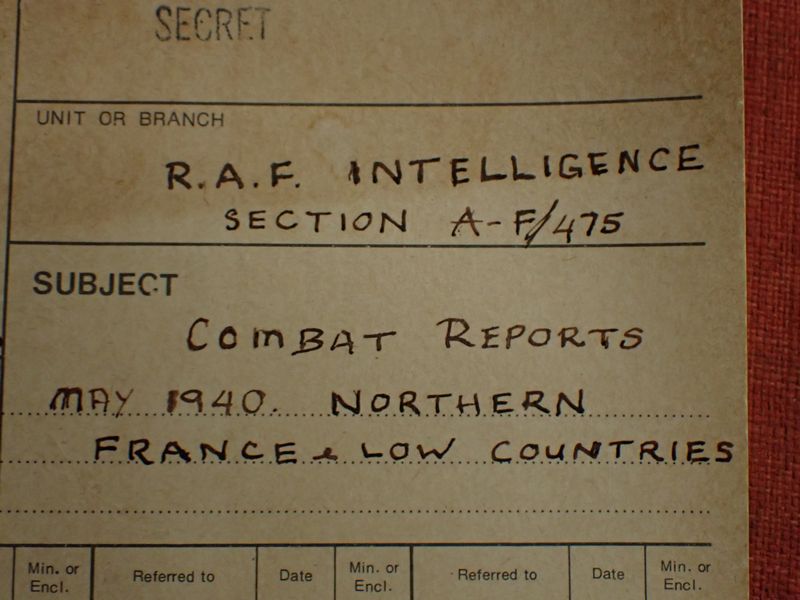 SECRET
UNIT OR BRANCH
R.A.F. INTELLIGENCE
SECTION A-F/475
SUBJECT
COMBAT REPORTS
MAY 1940. NORTHERN
FRANCE & LOW COUNTRIES
Min. or Referred to Date Min. or Referred to Date Min. or
Encl. Encl. Encl.